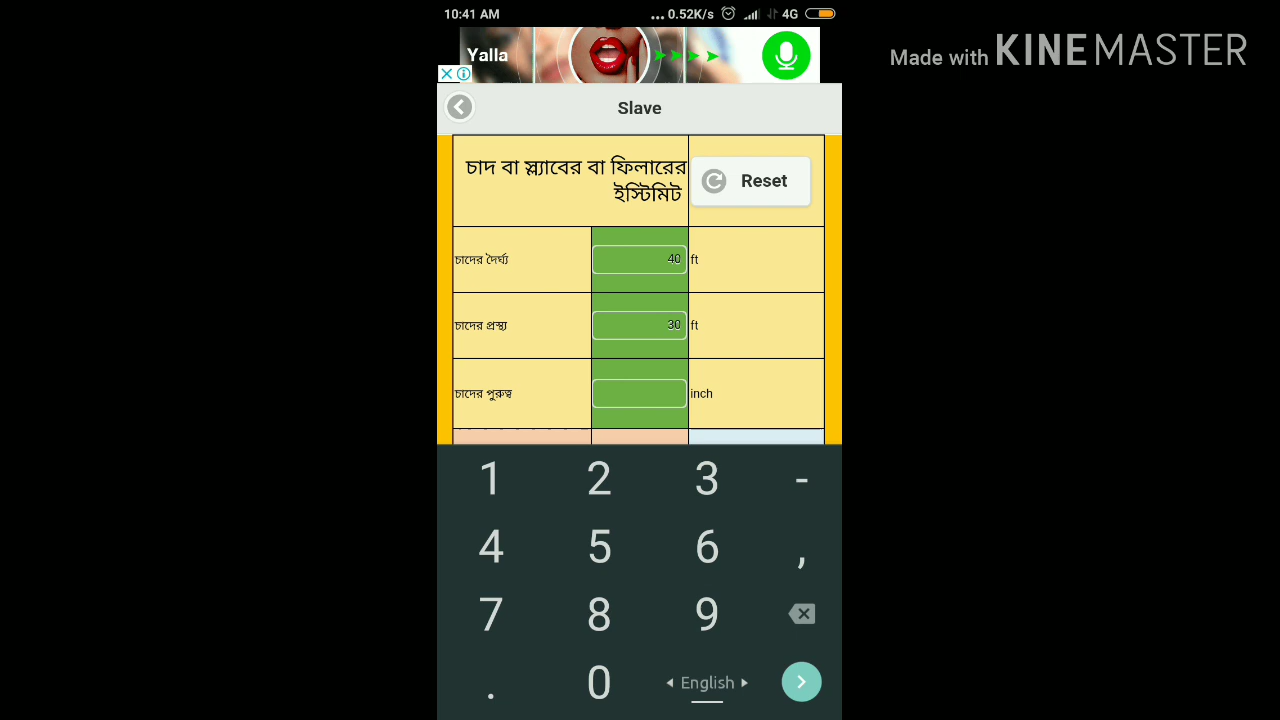 10:41 AM
... 0.52K/s 4G
Made with KINEMASTER
Yalla
Slave
চাদ বা স্ল্যাবের বা ফিলারের
ইস্টিমিট
Reset
চাদের দৈর্ঘ্য 40 ft
চাদের প্রস্থ্য 30 ft
চাদের পুরুত্ব inch
1 2 3 -
4 5 6 ,
7 8 9
. 0 English